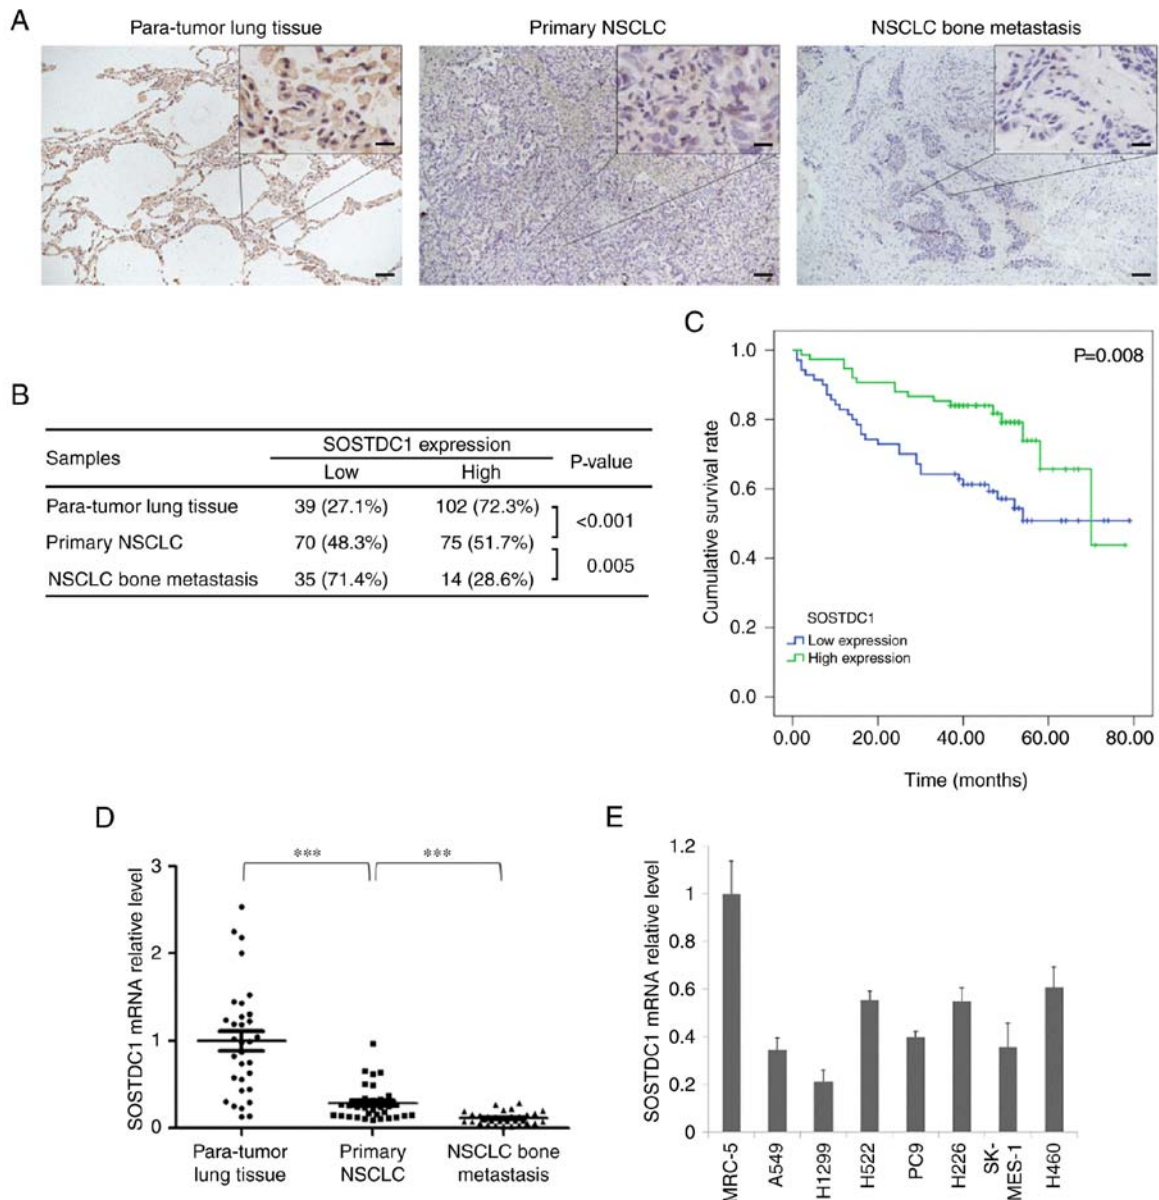 A
Para-tumor lung tissue
Primary NSCLC
NSCLC bone metastasis
B
Samples
SOSTDC1 expression
P-value
Low
High
Para-tumor lung tissue
39 (27.1%)
102 (72.3%)
<0.001
Primary NSCLC
70 (48.3%)
75 (51.7%)
0.005
NSCLC bone metastasis
35 (71.4%)
14 (28.6%)
C
P=0.008
Cumulative survival rate
1.0
0.8
0.6
0.4
0.2
0.0
SOSTDC1
Low expression
High expression
0.00
20.00
40.00
60.00
80.00
Time (months)
D
SOSTDC1 mRNA relative level
3
2
1
0
***
***
Para-tumor
lung tissue
Primary
NSCLC
NSCLC bone
metastasis
E
SOSTDC1 mRNA relative level
1.2
1
0.8
0.6
0.4
0.2
0
MRC-5
A549
H1299
H522
PC9
H226
SK-
MES-1
H460